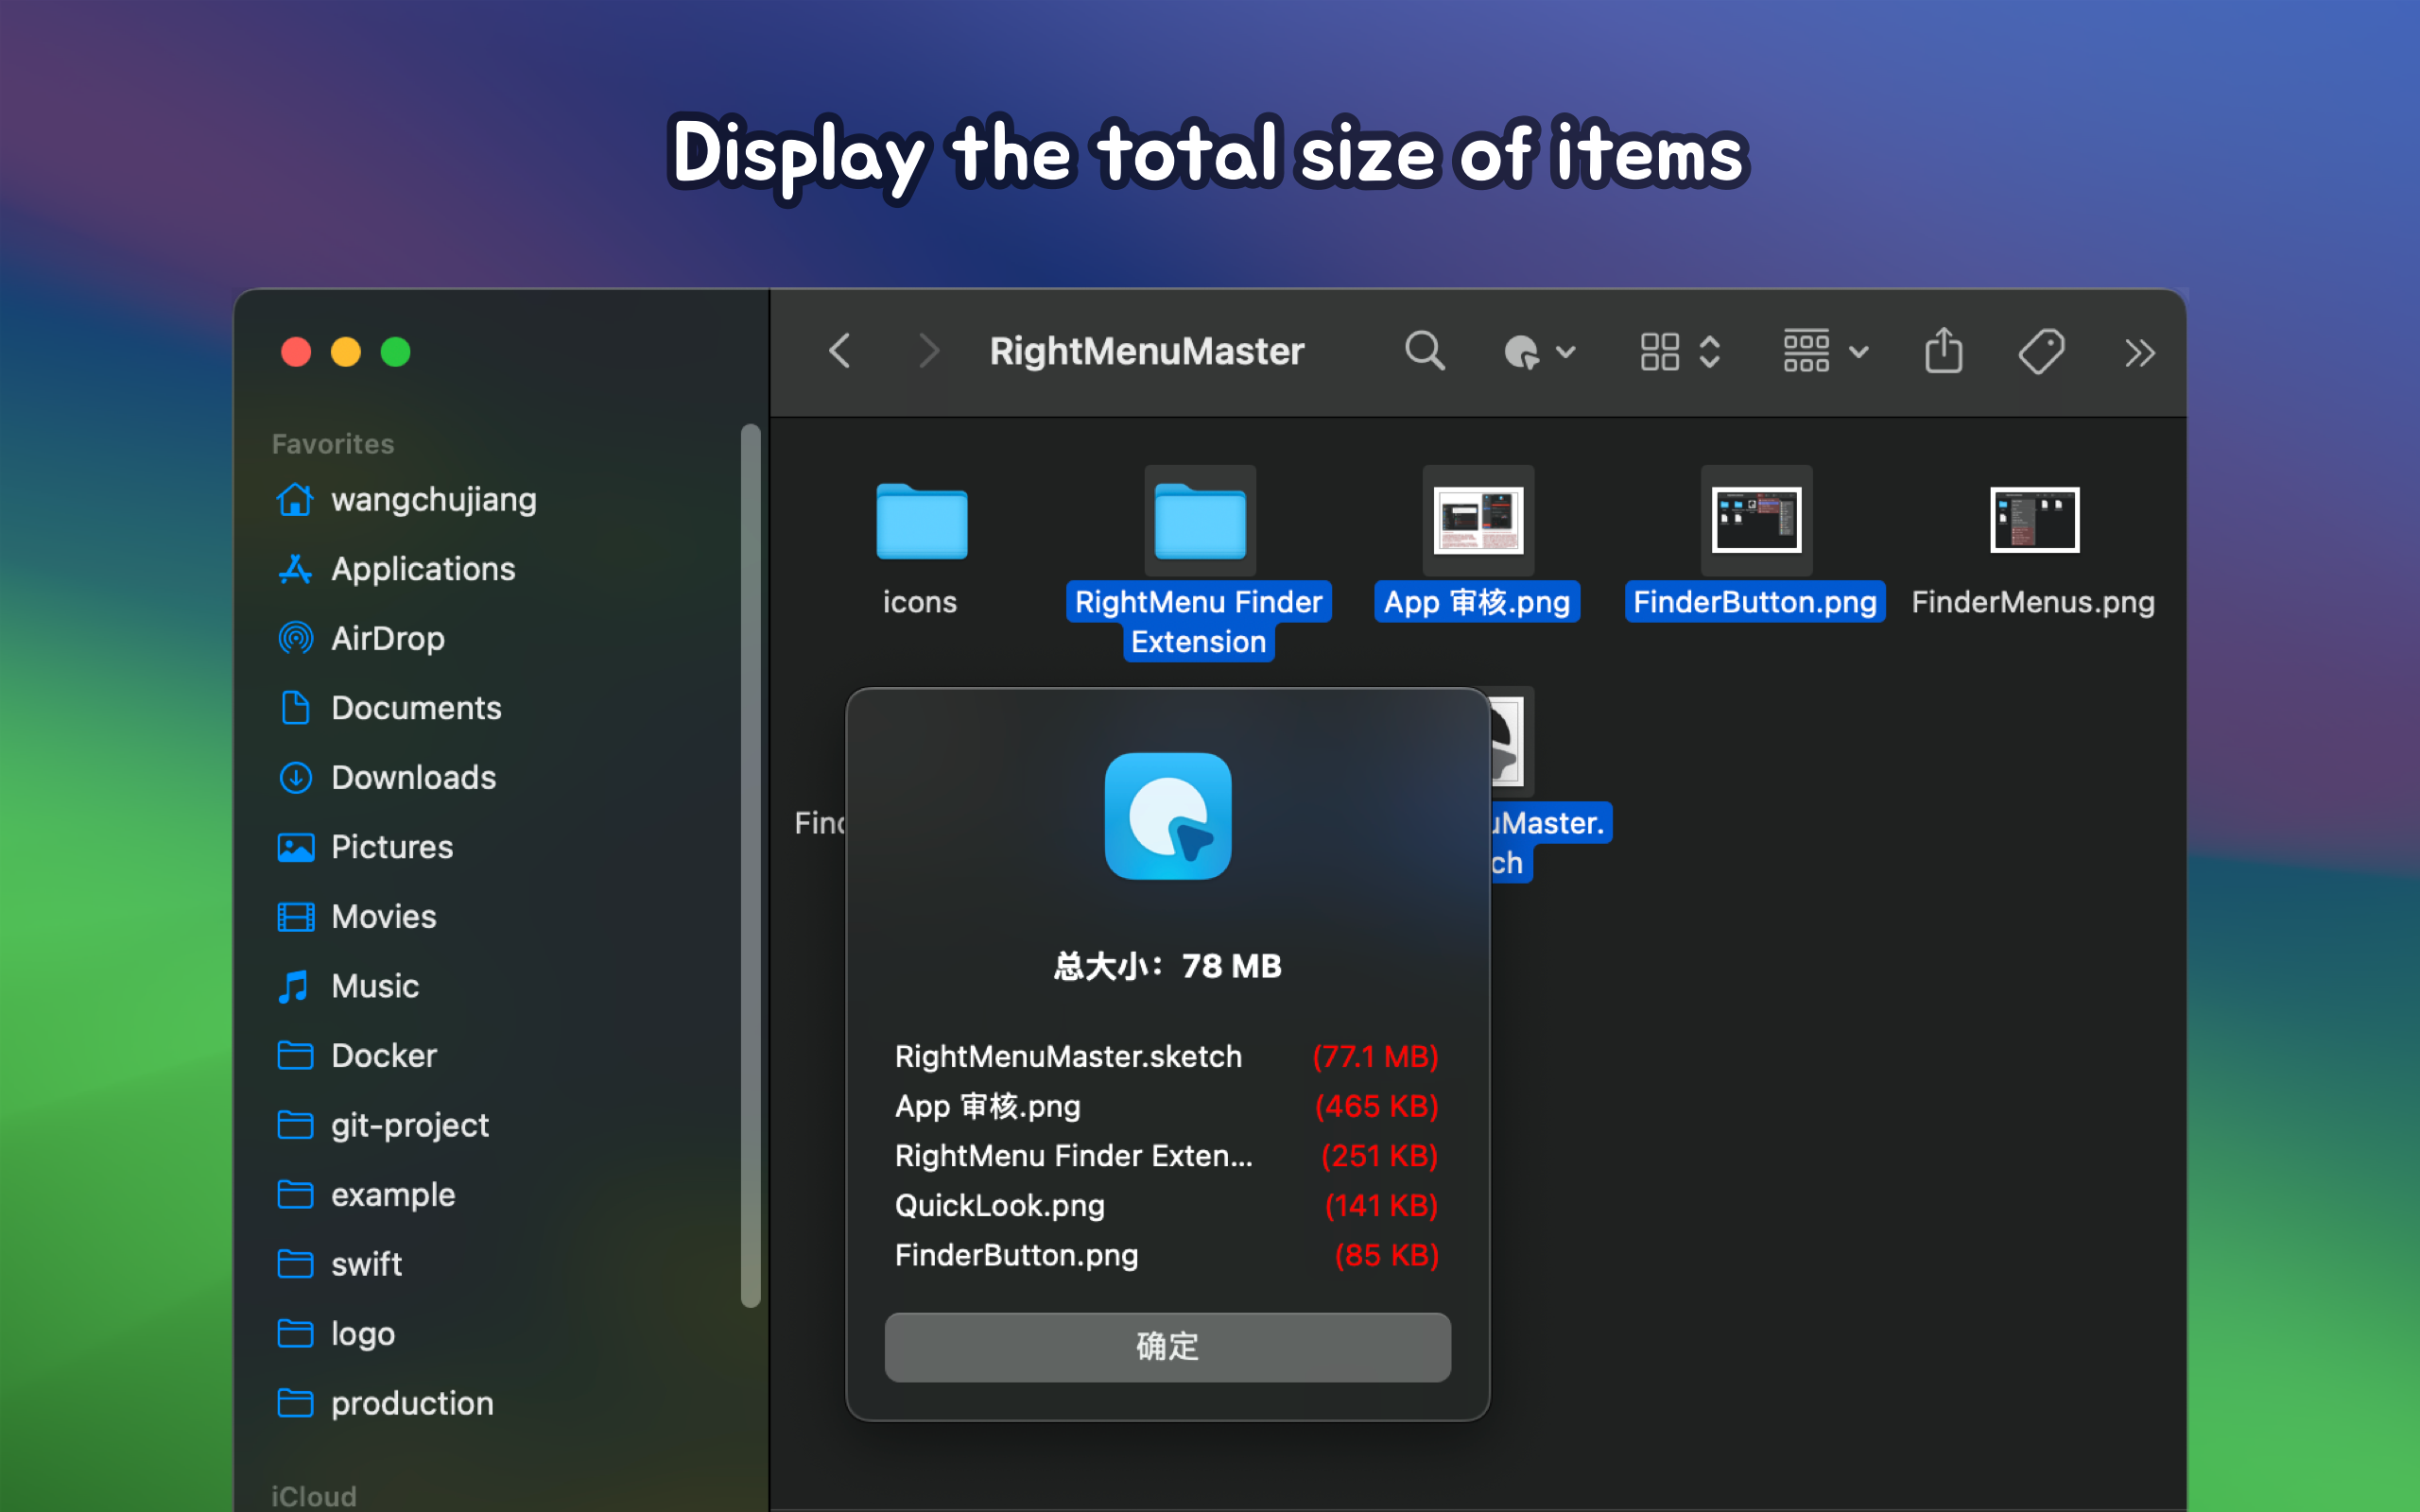 Display the total size of items
RightMenuMaster
Favorites
wangchujiang
Applications
AirDrop
Documents
Downloads
Pictures
Movies
Music
Docker
git-project
example
swift
logo
production
iCloud
icons
RightMenu Finder
Extension
App 审核.png
FinderButton.png
FinderMenus.png
总大小：78 MB
RightMenuMaster.sketch (77.1 MB)
App 审核.png (465 KB)
RightMenu Finder Exten... (251 KB)
QuickLook.png (141 KB)
FinderButton.png (85 KB)
确定